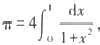 π = 4∫₀¹ dx/(1+x²),